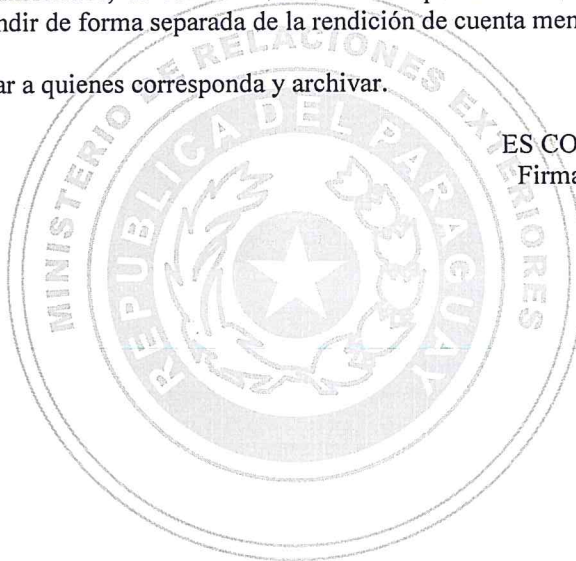 ndir de forma separada de la rendición de cuenta men
ar a quienes corresponda y archivar.
ES CO
Firma
MINISTERIO DE RELACIONES EXTERIORES
REPUBLICA DEL PARAGUAY